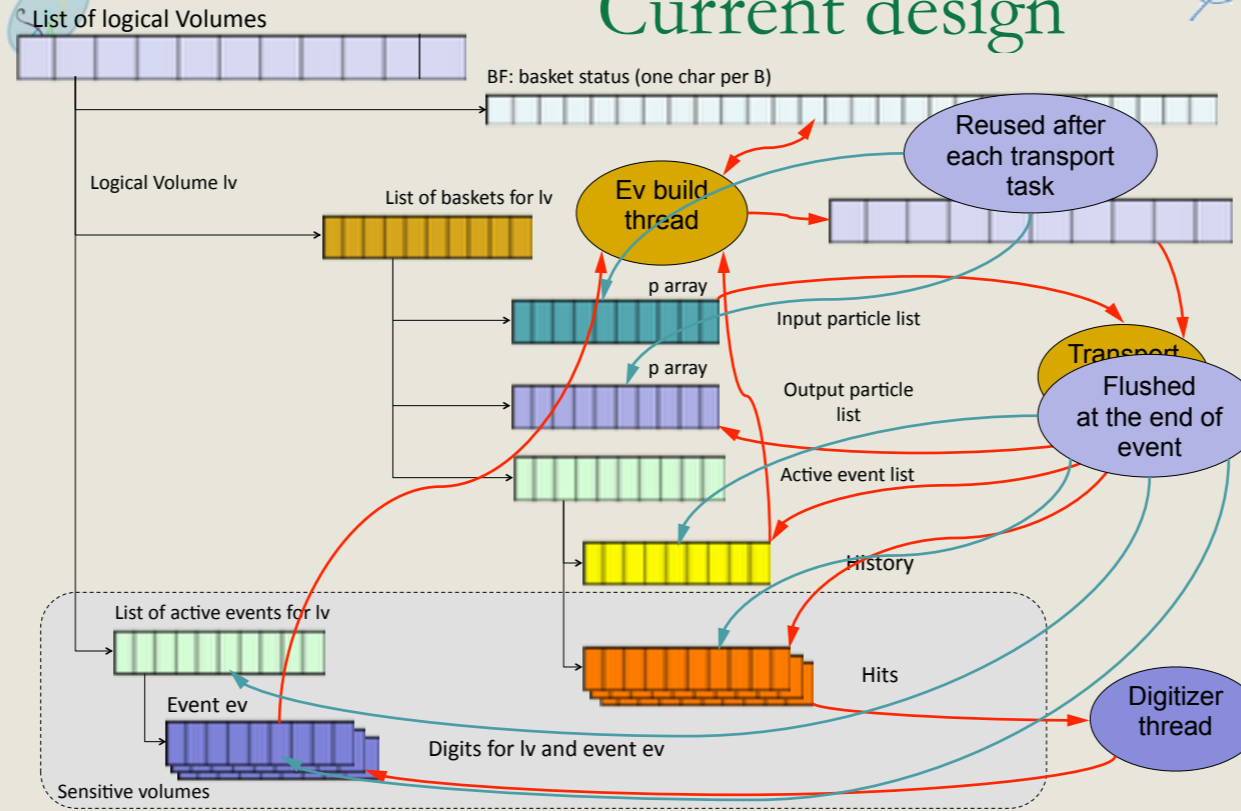 Current design
List of logical Volumes
BF: basket status (one char per B)
Reused after
each transport
task
Logical Volume lv
List of baskets for lv
Ev build
thread
p array
Input particle list
p array
Transport
Output particle
list
Flushed
at the end of
event
Active event list
History
List of active events for lv
Hits
Event ev
Digits for lv and event ev
Digitizer
thread
Sensitive volumes